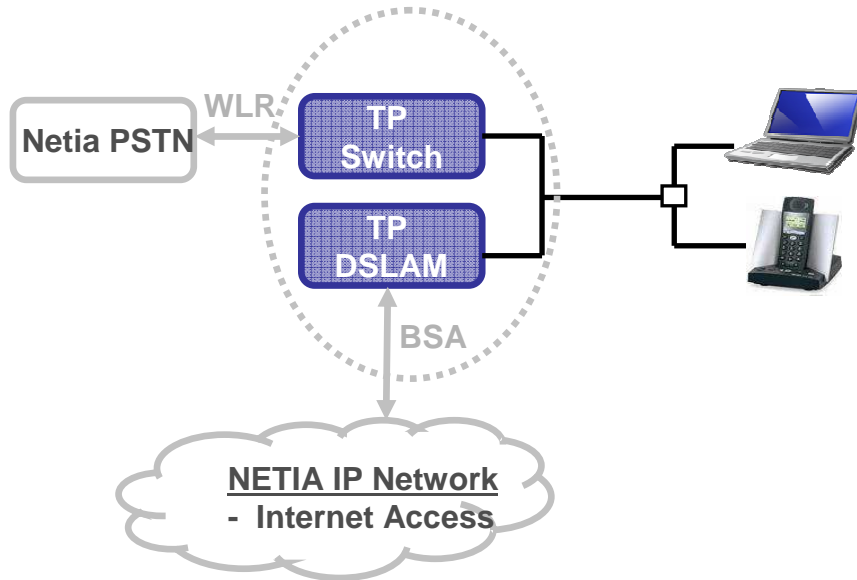 WLR
Netia PSTN
TP
Switch
TP
DSLAM
BSA
NETIA IP Network
- Internet Access